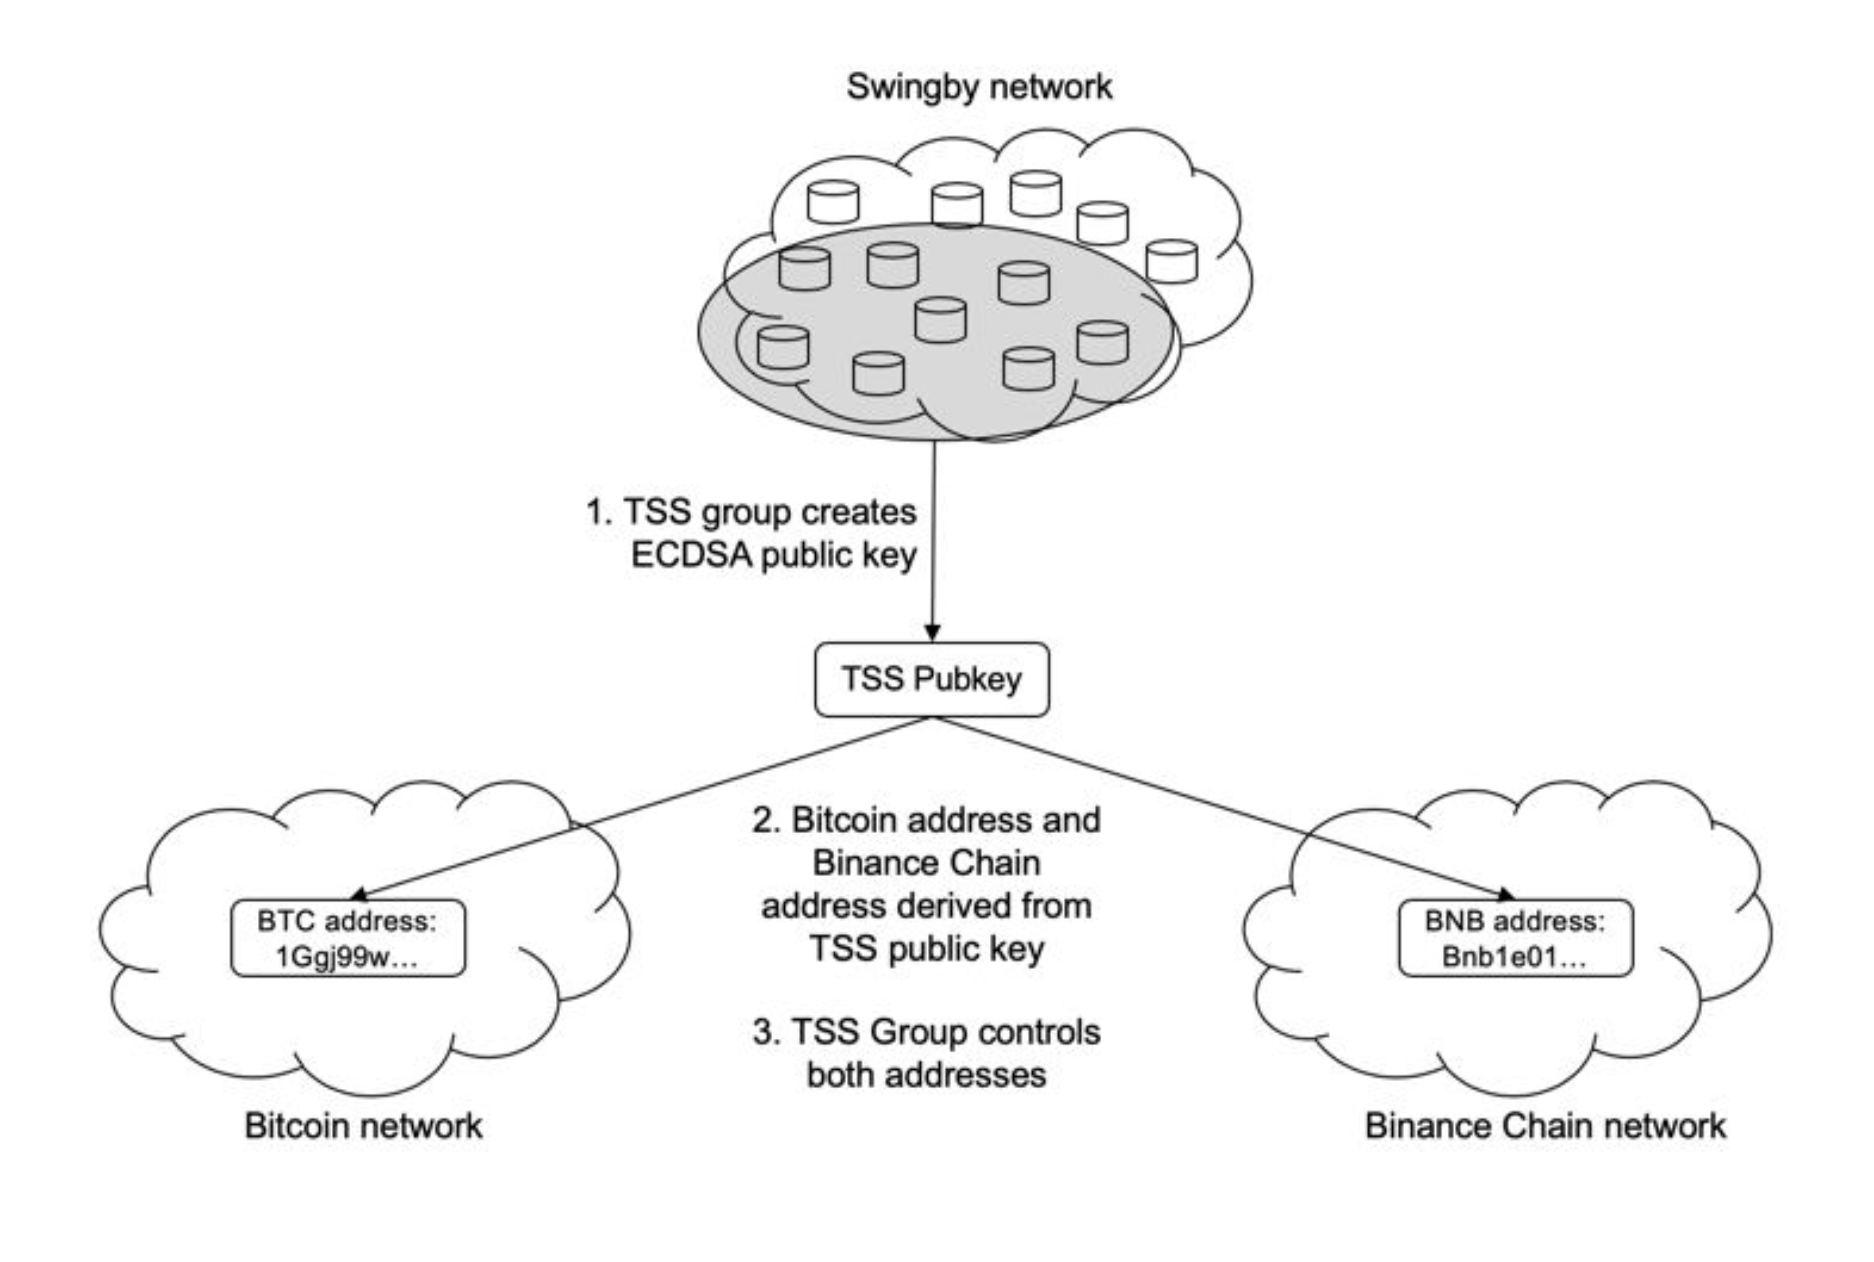 Swingby network
1. TSS group creates
ECDSA public key
TSS Pubkey
2. Bitcoin address and
Binance Chain
address derived from
TSS public key
BTC address:
1Ggj99w...
BNB address:
Bnb1e01...
3. TSS Group controls
both addresses
Bitcoin network
Binance Chain network